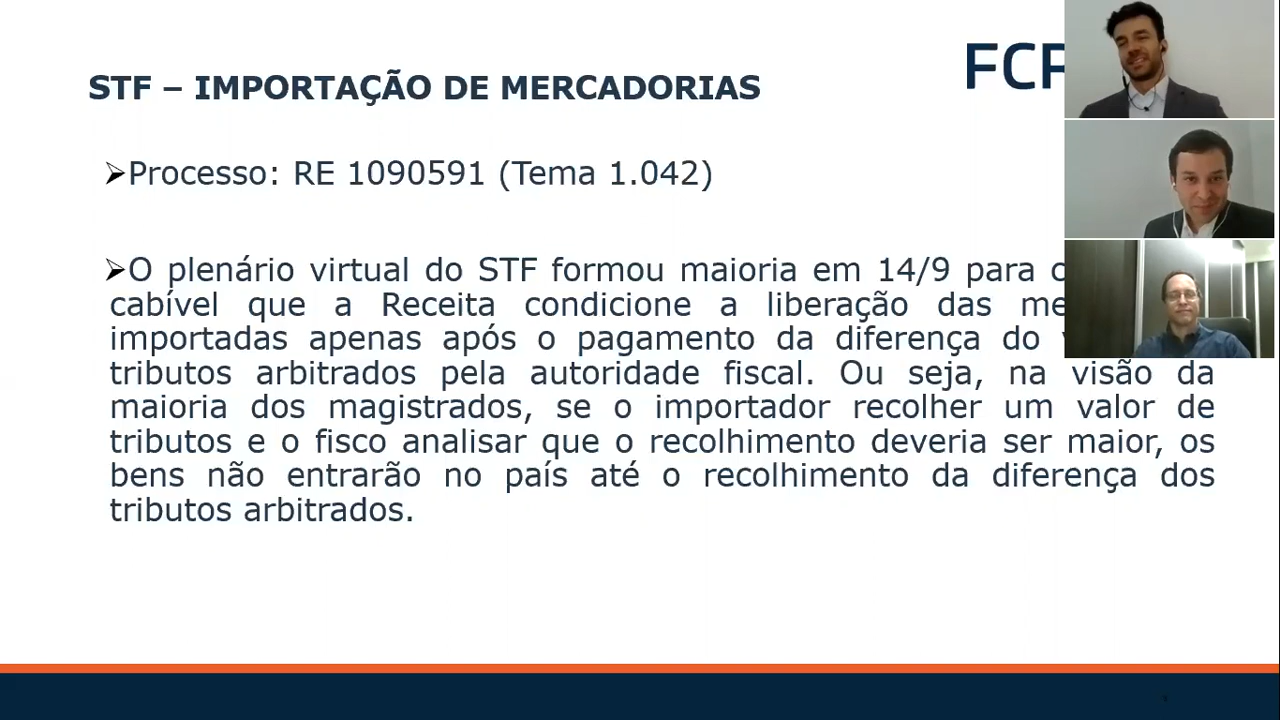 STF – IMPORTAÇÃO DE MERCADORIAS
➢Processo: RE 1090591 (Tema 1.042)
➢O plenário virtual do STF formou maioria em 14/9 para
cabível que a Receita condicione a liberação das
importadas apenas após o pagamento da diferença do
tributos arbitrados pela autoridade fiscal. Ou seja, na visão da
maioria dos magistrados, se o importador recolher um valor de
tributos e o fisco analisar que o recolhimento deveria ser maior, os
bens não entrarão no país até o recolhimento da diferença dos
tributos arbitrados.